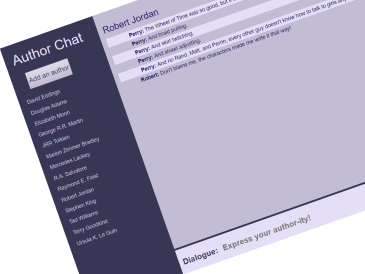 Author Chat
Add an author
David Eddings
Douglas Adams
Elizabeth Moon
George R.R. Martin
JRR Tolkien
Marion Zimmer Bradley
Mercedes Lackey
R.A. Salvatore
Raymond E. Feist
Robert Jordan
Stephen King
Tad Williams
Terry Goodkind
Ursula K. Le Guin
Robert Jordan
Perry: The Wheel of Time was so good, but it
Perry: And braid pulling.
Perry: And skirt twitching.
Perry: And shawl adjusting.
Perry: And no Rand, Matt, and Perrin, every other guy doesn't know how to talk to girls
Robert: Don't blame me, the characters made me write it that way!
Dialogue: Express your author-ity!